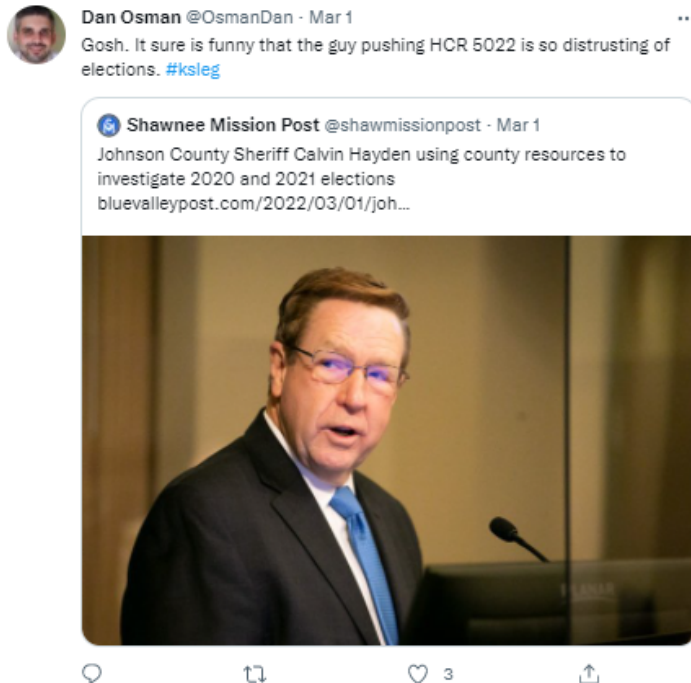 Dan Osman @OsmanDan · Mar 1
Gosh. It sure is funny that the guy pushing HCR 5022 is so distrusting of
elections. #ksleg
Shawnee Mission Post @shawmissionpost · Mar 1
Johnson County Sheriff Calvin Hayden using county resources to
investigate 2020 and 2021 elections
bluevalleypost.com/2022/03/01/joh...
PLANAR
3